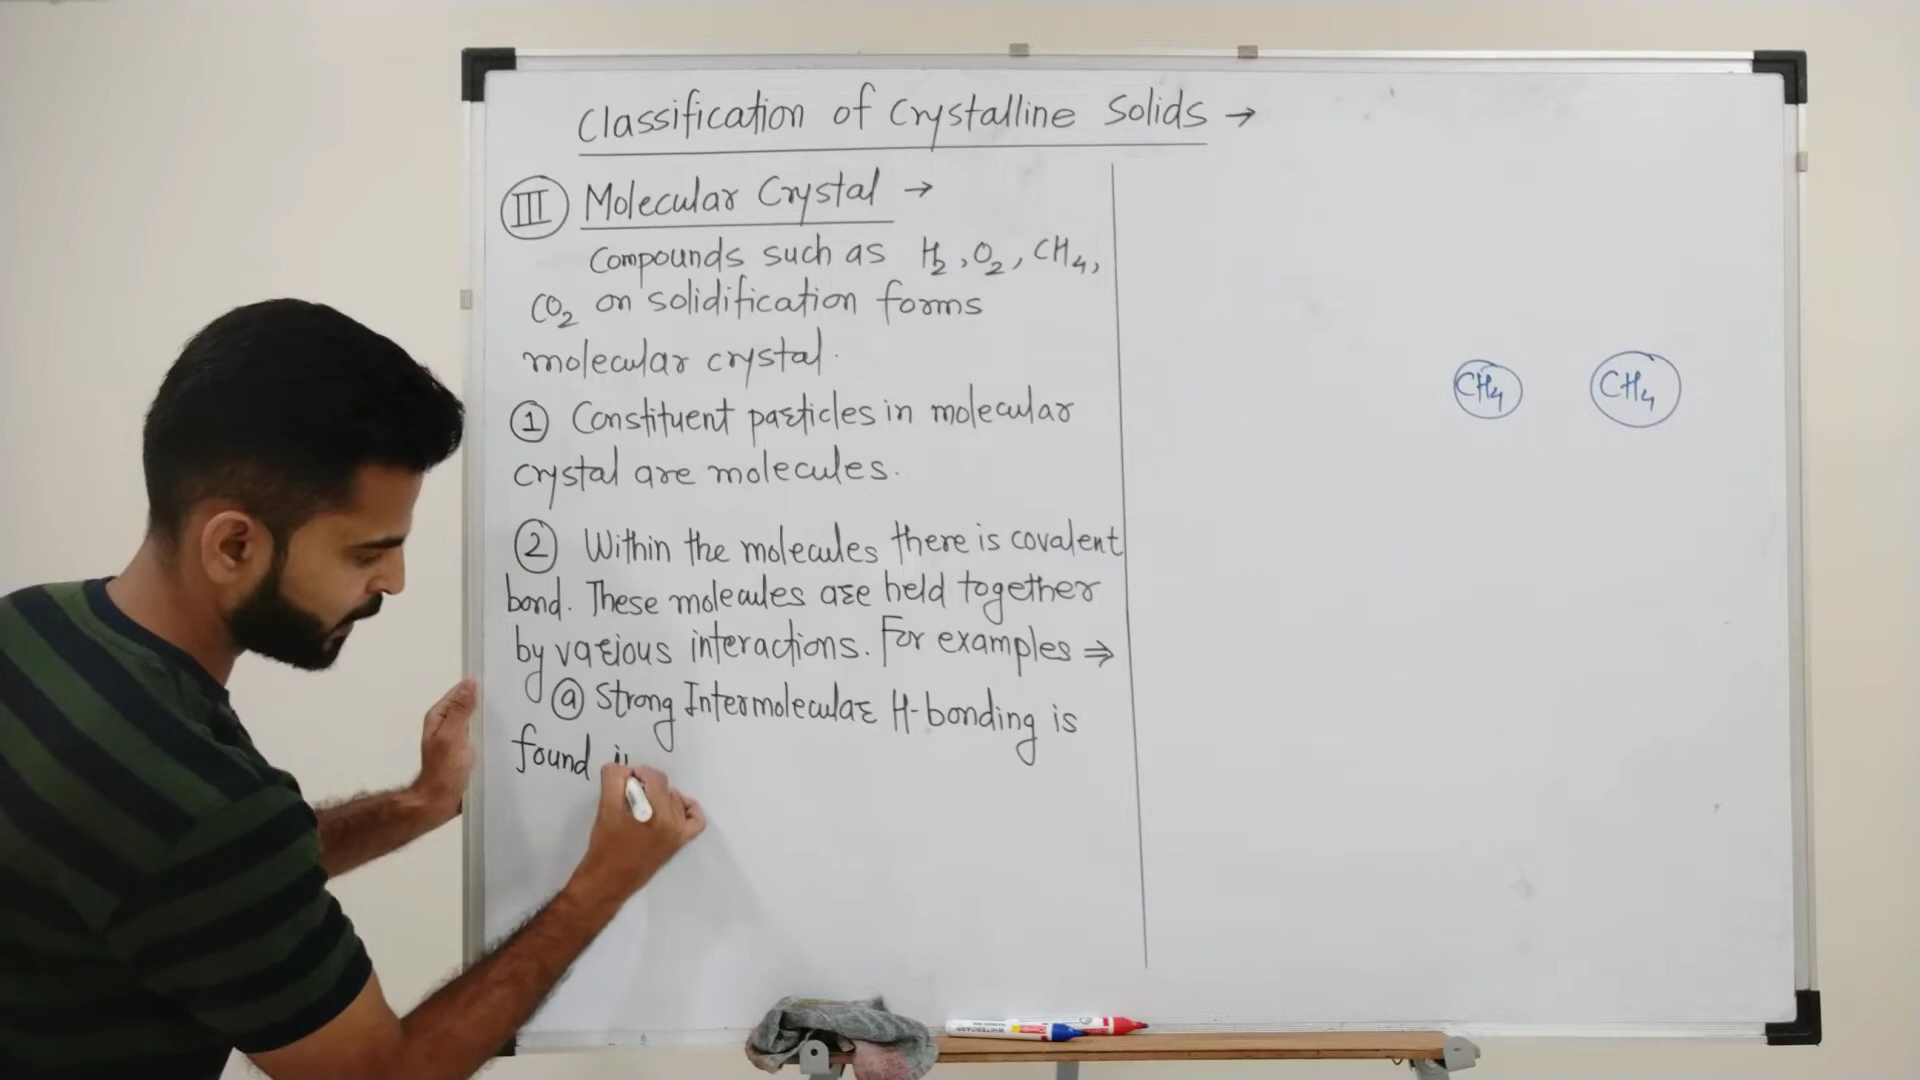 Classification of Crystalline Solids →
III Molecular Crystal →
Compounds such as H2, O2, CH4,
CO2 on solidification forms
molecular crystal.
① Constituent particles in molecular
crystal are molecules.
② Within the molecules there is covalent
bond. These molecules are held together
by various interactions. For examples ⇒
ⓐ Strong Intermolecular H-bonding is
found
CH4 CH4